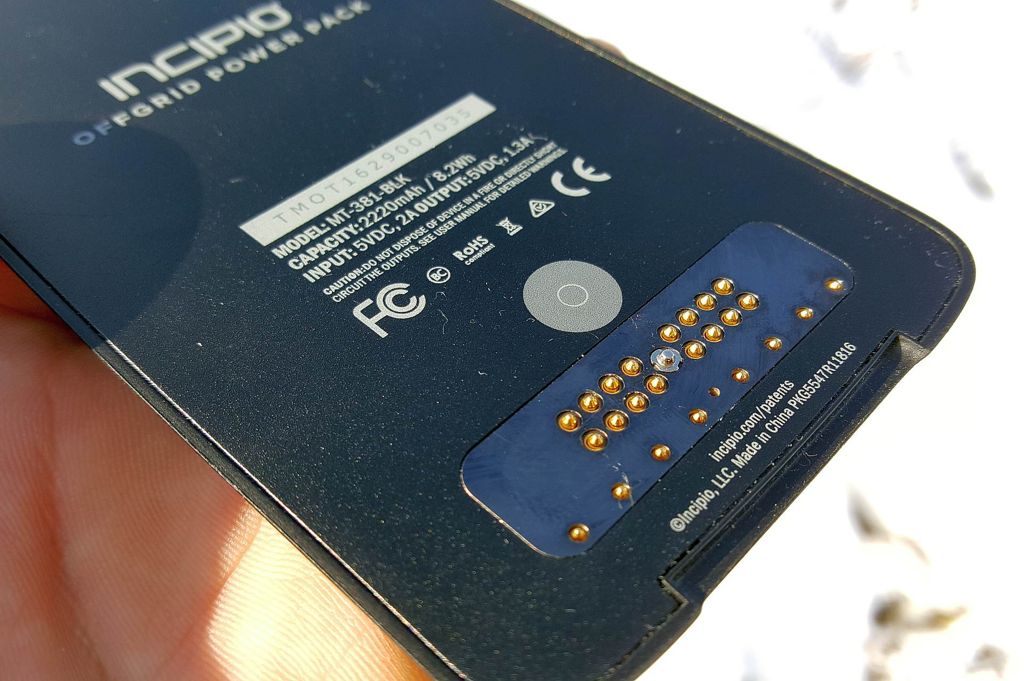 INCIPIO
OFFGRID POWER PACK
TMOT1629007035
MODEL: MT-381-BLK
CAPACITY: 2220mAh / 8.2Wh
INPUT: 5VDC, 2A OUTPUT: 5VDC, 1.3A
CAUTION: DO NOT DISPOSE OF DEVICE IN A FIRE OR DIRECTLY SHORT
CIRCUIT THE OUTPUTS. SEE USER MANUAL FOR DETAILED WARNINGS.
FC BC RoHS CE
compliant
incipio.com/patents
©Incipio, LLC. Made in China PKG5547R11816